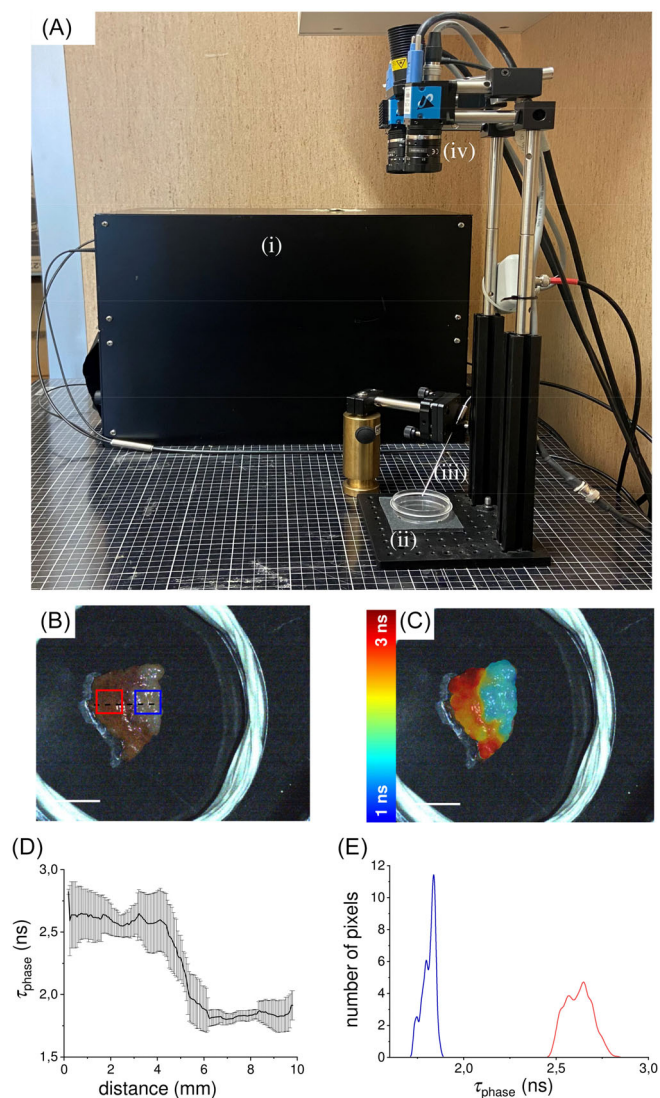 (A)
(iv)
(i)
(iii)
(ii)
(B)
(C)
3 ns
1 ns
(D)
3,0
2,5
2,0
1,5
τphase (ns)
0 2 4 6 8 10
distance (mm)
(E)
12
10
8
6
4
2
0
number of pixels
2,0 2,5 3,0
τphase (ns)